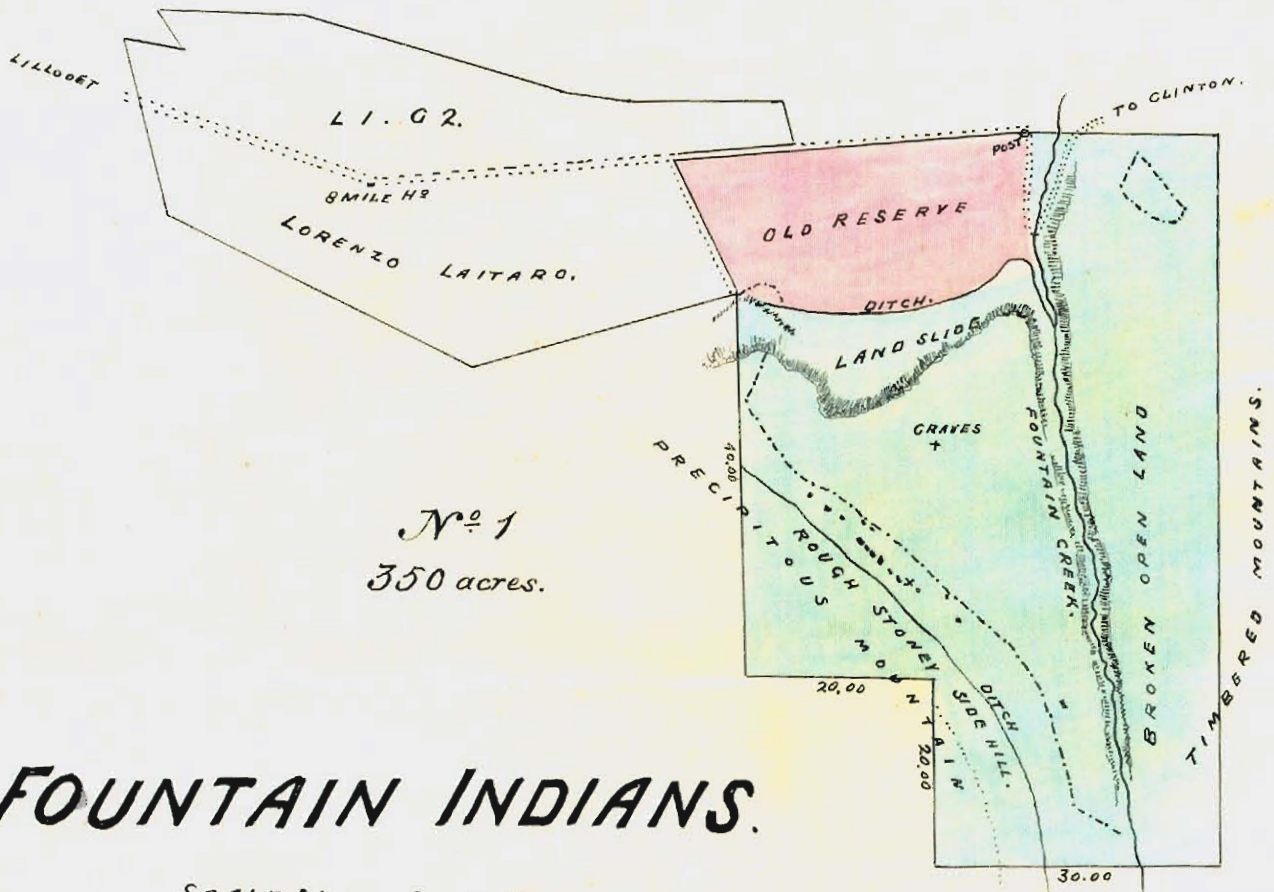 LILLOOET
L1. G2.
8 MILE Hº
LORENZO LAITARO.
POST
TO CLINTON.
OLD RESERVE
DITCH.
LAND SLIDE
GRAVES
FOUNTAIN CREEK.
BROKEN OPEN LAND
TIMBERED MOUNTAINS.
40.00
PRECIPITOUS MOUNTAIN
ROUGH STONEY SIDE HILL.
DITCH
20.00
20.00
30.00
Nº 1
350 acres.
FOUNTAIN INDIANS.